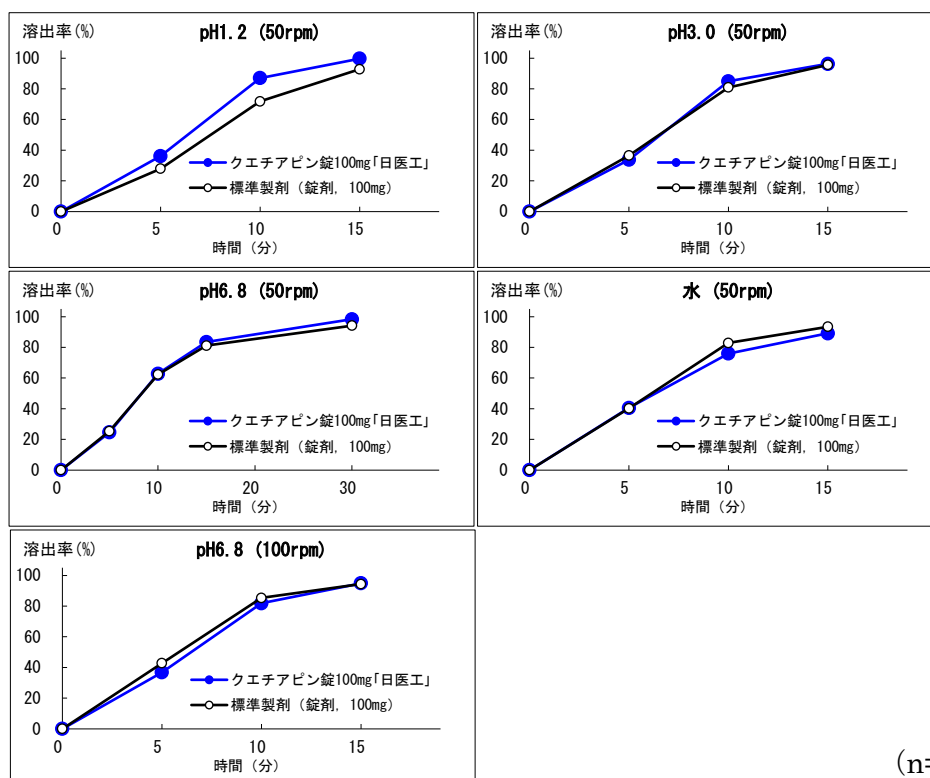 溶出率(%)
pH1.2 (50rpm)
100
80
60
40
20
0
クエチアピン錠100mg「日医工」
標準製剤（錠剤, 100mg）
0
5
10
15
時間（分）
溶出率(%)
pH3.0 (50rpm)
100
80
60
40
20
0
クエチアピン錠100mg「日医工」
標準製剤（錠剤, 100mg）
0
5
10
15
時間（分）
溶出率(%)
pH6.8 (50rpm)
100
80
60
40
20
0
クエチアピン錠100mg「日医工」
標準製剤（錠剤, 100mg）
0
10
20
30
時間（分）
溶出率(%)
水 (50rpm)
100
80
60
40
20
0
クエチアピン錠100mg「日医工」
標準製剤（錠剤, 100mg）
0
5
10
15
時間（分）
溶出率(%)
pH6.8 (100rpm)
100
80
60
40
20
0
クエチアピン錠100mg「日医工」
標準製剤（錠剤, 100mg）
0
5
10
15
時間（分）
(n=